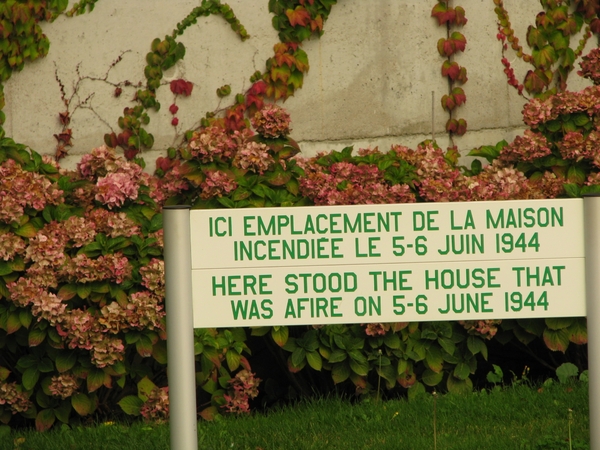 ICI EMPLACEMENT DE LA MAISON
INCENDIÉE LE 5-6 JUIN 1944
HERE STOOD THE HOUSE THAT
WAS AFIRE ON 5-6 JUNE 1944